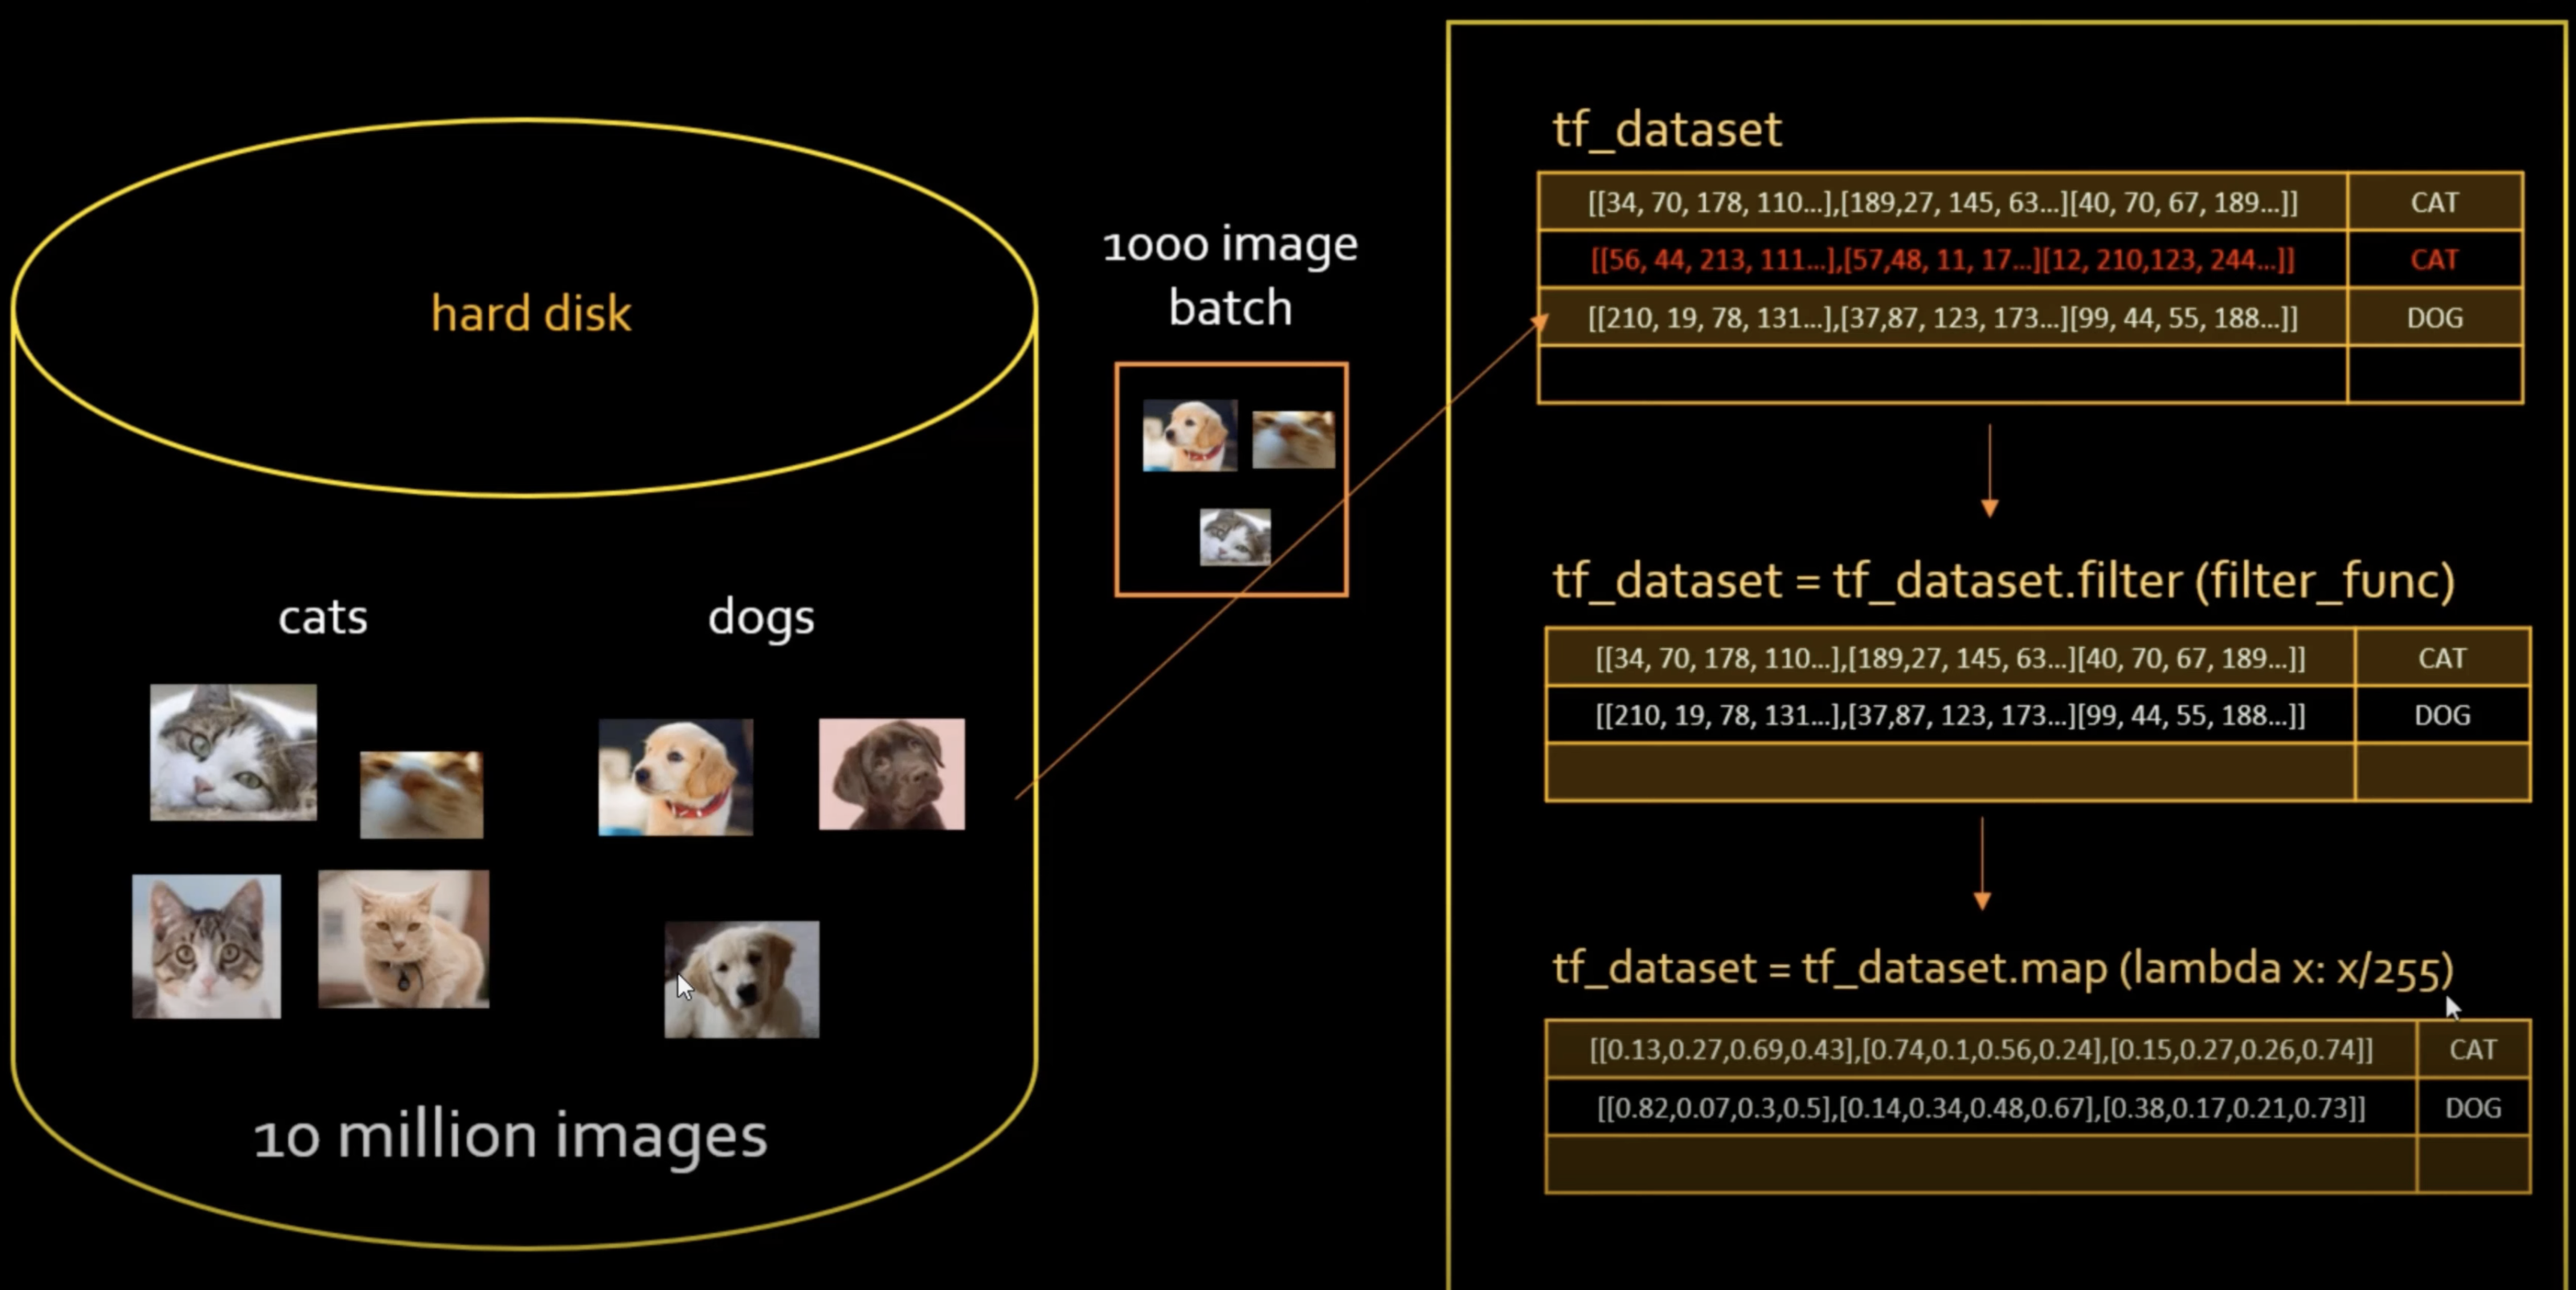 hard disk
cats
dogs
10 million images
1000 image
batch
tf_dataset
[[34, 70, 178, 110...],[189,27, 145, 63...][40, 70, 67, 189...]] CAT
[[56, 44, 213, 111...],[57,48, 11, 17...][12, 210,123, 244...]] CAT
[[210, 19, 78, 131...],[37,87, 123, 173...][99, 44, 55, 188...]] DOG
tf_dataset = tf_dataset.filter (filter_func)
[[34, 70, 178, 110...],[189,27, 145, 63...][40, 70, 67, 189...]] CAT
[[210, 19, 78, 131...],[37,87, 123, 173...][99, 44, 55, 188...]] DOG
tf_dataset = tf_dataset.map (lambda x: x/255)
[[0.13,0.27,0.69,0.43],[0.74,0.1,0.56,0.24],[0.15,0.27,0.26,0.74]] CAT
[[0.82,0.07,0.3,0.5],[0.14,0.34,0.48,0.67],[0.38,0.17,0.21,0.73]] DOG